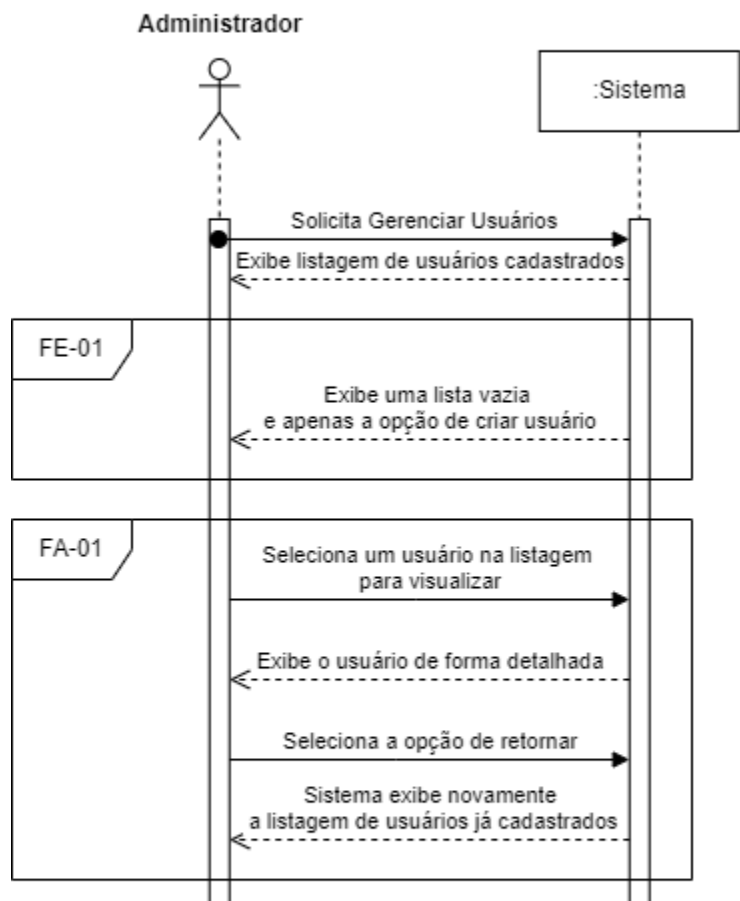 Administrador
:Sistema
Solicita Gerenciar Usuários
Exibe listagem de usuários cadastrados
FE-01
Exibe uma lista vazia
e apenas a opção de criar usuário
FA-01
Seleciona um usuário na listagem
para visualizar
Exibe o usuário de forma detalhada
Seleciona a opção de retornar
Sistema exibe novamente
a listagem de usuários já cadastrados